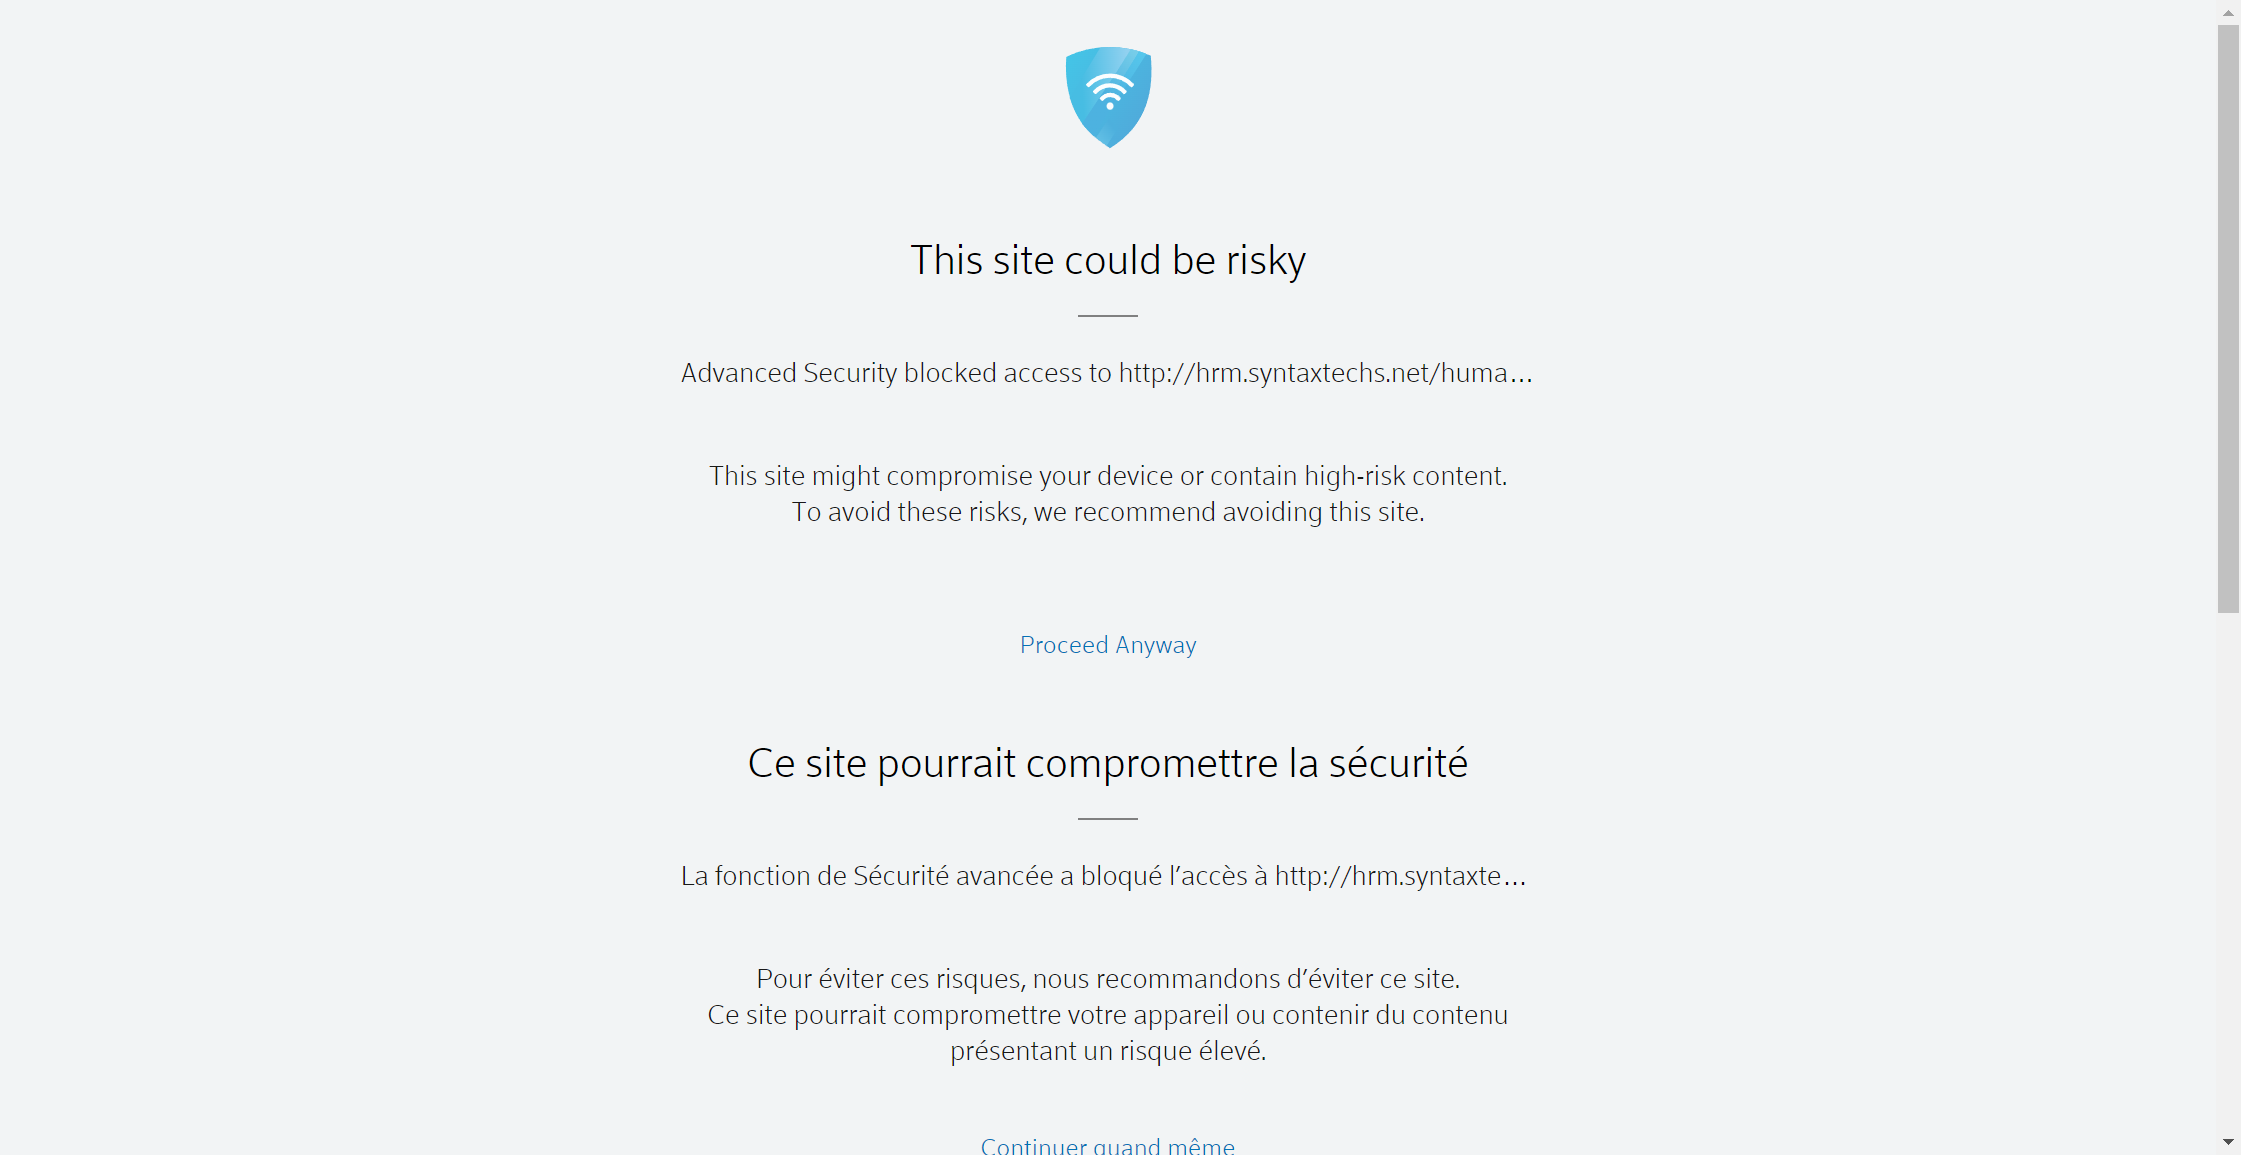 This site could be risky
Advanced Security blocked access to http://hrm.syntaxtechs.net/huma...
This site might compromise your device or contain high-risk content.
To avoid these risks, we recommend avoiding this site.
Proceed Anyway
Ce site pourrait compromettre la sécurité
La fonction de Sécurité avancée a bloqué l’accès à http://hrm.syntaxte...
Pour éviter ces risques, nous recommandons d’éviter ce site.
Ce site pourrait compromettre votre appareil ou contenir du contenu
présentant un risque élevé.
Continuer quand même